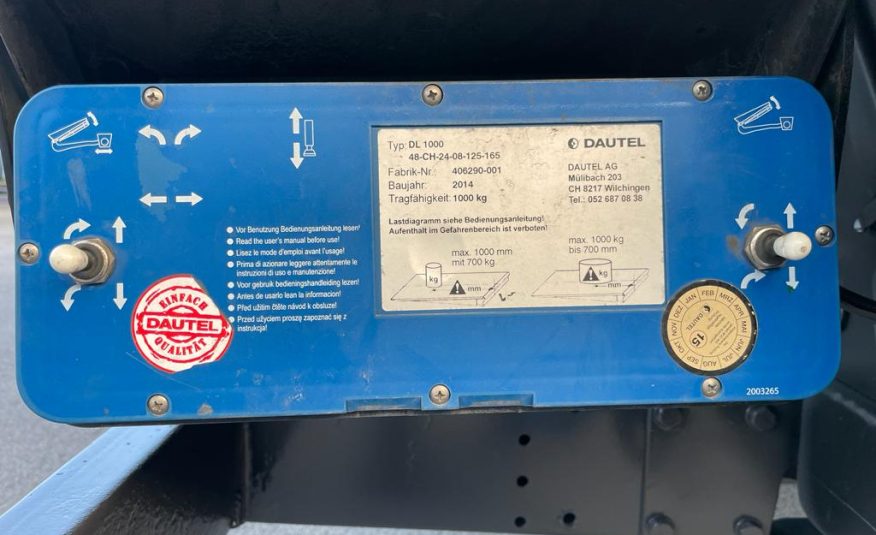 Typ: DL 1000
48-CH-24-08-125-165
Fabrik-Nr.: 406290-001
Baujahr: 2014
Tragfähigkeit: 1000 kg
DAUTEL
DAUTEL AG
Mülibach 203
CH 8217 Wilchingen
Tel.: 052 687 08 38
Lastdiagramm siehe Bedienungsanleitung!
Aufenthalt im Gefahrenbereich ist verboten!
max. 1000 mm
mit 700 kg
kg
mm
max. 1000 kg
bis 700 mm
kg
mm
Vor Benutzung Bedienungsanleitung lesen!
Read the user's manual before use!
Lisez le mode d'emploi avant l'usage!
Prima di azionare leggere attentamente le
instruzioni di uso e manutenzione!
Voor gebruik bedieningshandleiding lezen!
Antes de usarlo lean la informacion!
Před užitím čtěte návod k obsluze!
Przed użyciem proszę zapoznać się z
instrukcja!
EINFACH
DAUTEL
QUALITÄT
JAN FEB MRZ APR MAI JUN JUL AUG SEP OKT NOV DEZ
DAUTEL
15
2003265